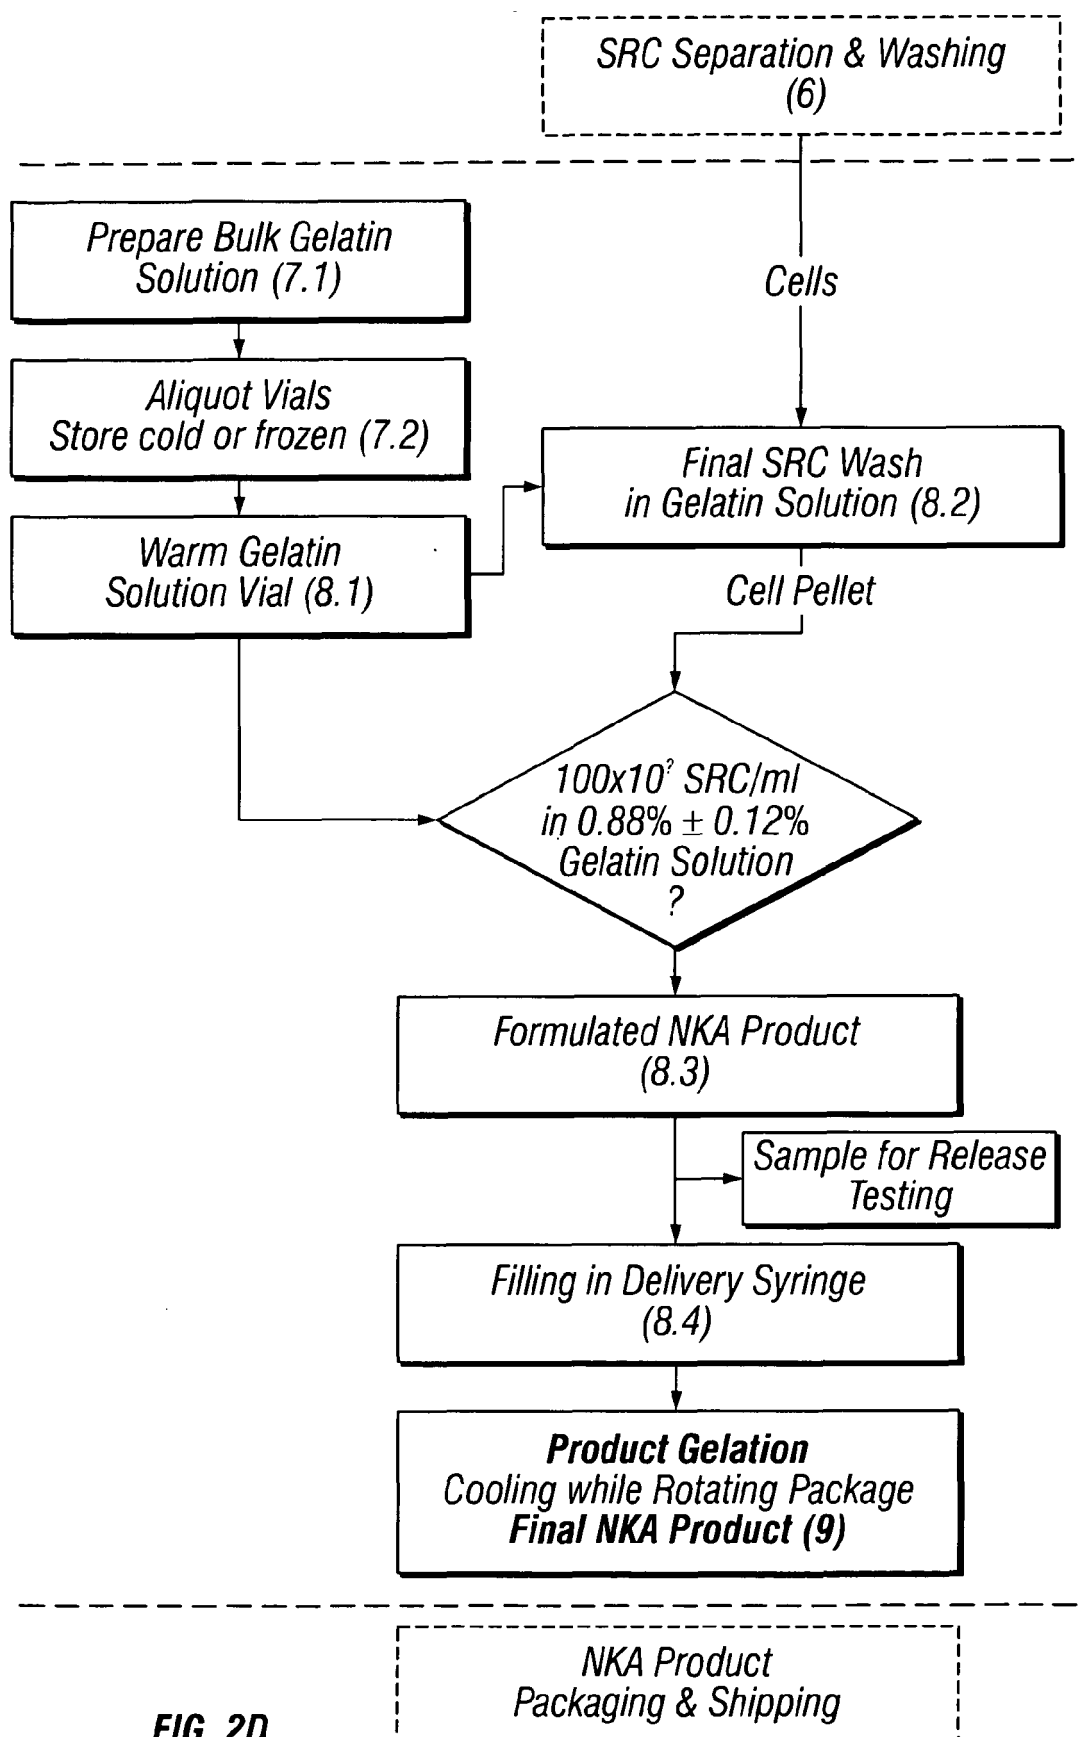 SRC Separation & Washing
(6)
Prepare Bulk Gelatin
Solution (7.1)
Cells
Aliquot Vials
Store cold or frozen (7.2)
Final SRC Wash
in Gelatin Solution (8.2)
Warm Gelatin
Solution Vial (8.1)
Cell Pellet
100x10? SRC/ml
in 0.88% ± 0.12%
Gelatin Solution
?
Formulated NKA Product
(8.3)
Sample for Release
Testing
Filling in Delivery Syringe
(8.4)
Product Gelation
Cooling while Rotating Package
Final NKA Product (9)
NKA Product
Packaging & Shipping
FIG. 2D